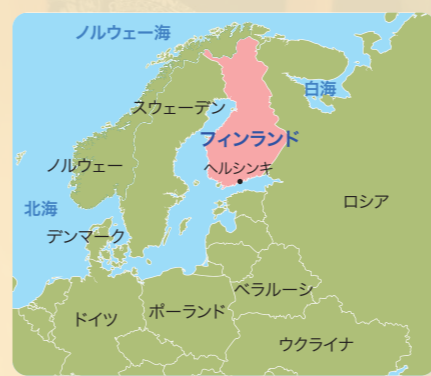 ノルウェー海
白海
スウェーデン
フィンランド
ノルウェー
ヘルシンキ
北海
ロシア
デンマーク
ベラルーシ
ドイツ
ポーランド
ウクライナ